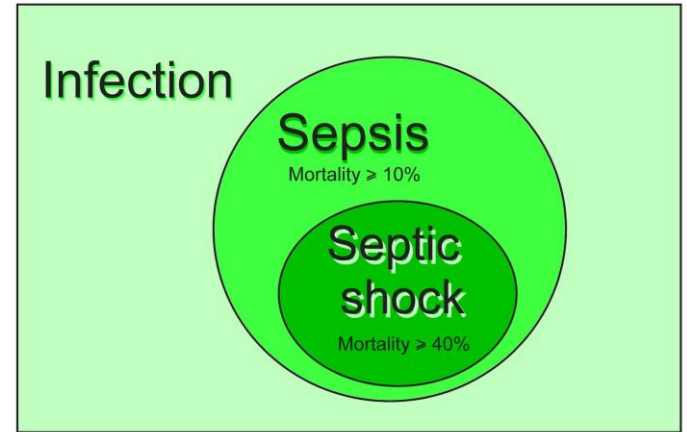 Infection
Sepsis
Mortality ⩾ 10%
Septic
shock
Mortality ⩾ 40%